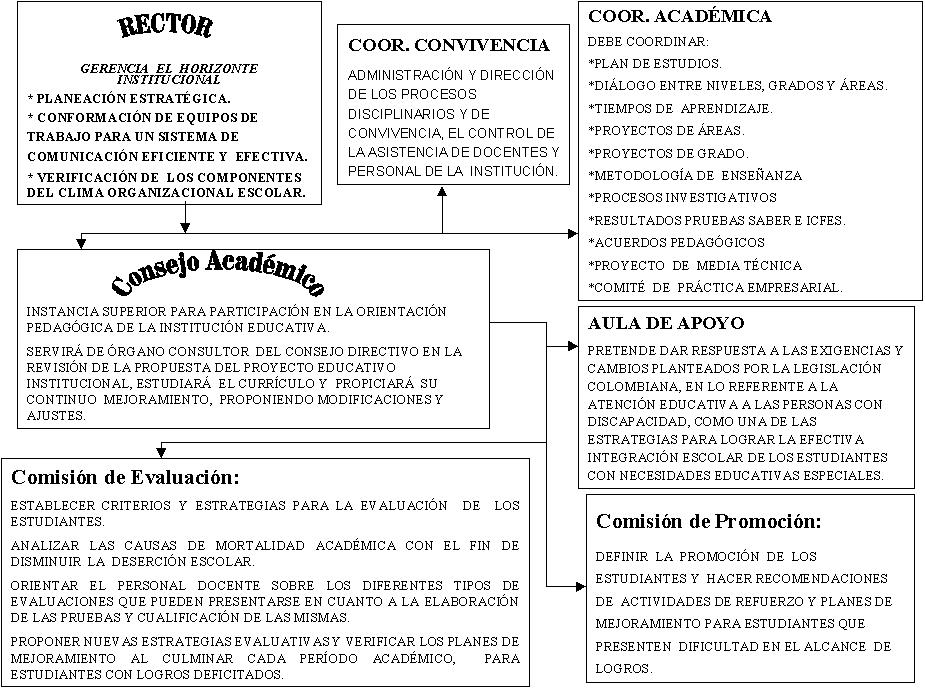 RECTOR
GERENCIA EL HORIZONTE
INSTITUCIONAL
* PLANEACIÓN ESTRATÉGICA.
* CONFORMACIÓN DE EQUIPOS DE
TRABAJO PARA UN SISTEMA DE
COMUNICACIÓN EFICIENTE Y EFECTIVA.
* VERIFICACIÓN DE LOS COMPONENTES
DEL CLIMA ORGANIZACIONAL ESCOLAR.
COOR. CONVIVENCIA
ADMINISTRACIÓN Y DIRECCIÓN
DE LOS PROCESOS
DISCIPLINARIOS Y DE
CONVIVENCIA, EL CONTROL DE
LA ASISTENCIA DE DOCENTES Y
PERSONAL DE LA INSTITUCIÓN.
COOR. ACADÉMICA
DEBE COORDINAR:
*PLAN DE ESTUDIOS.
*DIÁLOGO ENTRE NIVELES, GRADOS Y ÁREAS.
*TIEMPOS DE APRENDIZAJE.
*PROYECTOS DE ÁREAS.
*PROYECTOS DE GRADO.
*METODOLOGÍA DE ENSEÑANZA
*PROCESOS INVESTIGATIVOS
*RESULTADOS PRUEBAS SABER E ICFES.
*ACUERDOS PEDAGÓGICOS
*PROYECTO DE MEDIA TÉCNICA
*COMITÉ DE PRÁCTICA EMPRESARIAL.
Consejo Académico
INSTANCIA SUPERIOR PARA PARTICIPACIÓN EN LA ORIENTACIÓN
PEDAGÓGICA DE LA INSTITUCIÓN EDUCATIVA.
SERVIRÁ DE ÓRGANO CONSULTOR DEL CONSEJO DIRECTIVO EN LA
REVISIÓN DE LA PROPUESTA DEL PROYECTO EDUCATIVO
INSTITUCIONAL, ESTUDIARÁ EL CURRÍCULO Y PROPICIARÁ SU
CONTINUO MEJORAMIENTO, PROPONIENDO MODIFICACIONES Y
AJUSTES.
AULA DE APOYO
PRETENDE DAR RESPUESTA A LAS EXIGENCIAS Y
CAMBIOS PLANTEADOS POR LA LEGISLACIÓN
COLOMBIANA, EN LO REFERENTE A LA
ATENCIÓN EDUCATIVA A LAS PERSONAS CON
DISCAPACIDAD, COMO UNA DE LAS
ESTRATEGIAS PARA LOGRAR LA EFECTIVA
INTEGRACIÓN ESCOLAR DE LOS ESTUDIANTES
CON NECESIDADES EDUCATIVAS ESPECIALES.
Comisión de Evaluación:
ESTABLECER CRITERIOS Y ESTRATEGIAS PARA LA EVALUACIÓN DE LOS
ESTUDIANTES.
ANALIZAR LAS CAUSAS DE MORTALIDAD ACADÉMICA CON EL FIN DE
DISMINUIR LA DESERCIÓN ESCOLAR.
ORIENTAR EL PERSONAL DOCENTE SOBRE LOS DIFERENTES TIPOS DE
EVALUACIONES QUE PUEDEN PRESENTARSE EN CUANTO A LA ELABORACIÓN
DE LAS PRUEBAS Y CUALIFICACIÓN DE LAS MISMAS.
PROPONER NUEVAS ESTRATEGIAS EVALUATIVAS Y VERIFICAR LOS PLANES DE
MEJORAMIENTO AL CULMINAR CADA PERÍODO ACADÉMICO, PARA
ESTUDIANTES CON LOGROS DEFICITADOS.
Comisión de Promoción:
DEFINIR LA PROMOCIÓN DE LOS
ESTUDIANTES Y HACER RECOMENDACIONES
DE ACTIVIDADES DE REFUERZO Y PLANES DE
MEJORAMIENTO PARA ESTUDIANTES QUE
PRESENTEN DIFICULTAD EN EL ALCANCE DE
LOGROS.